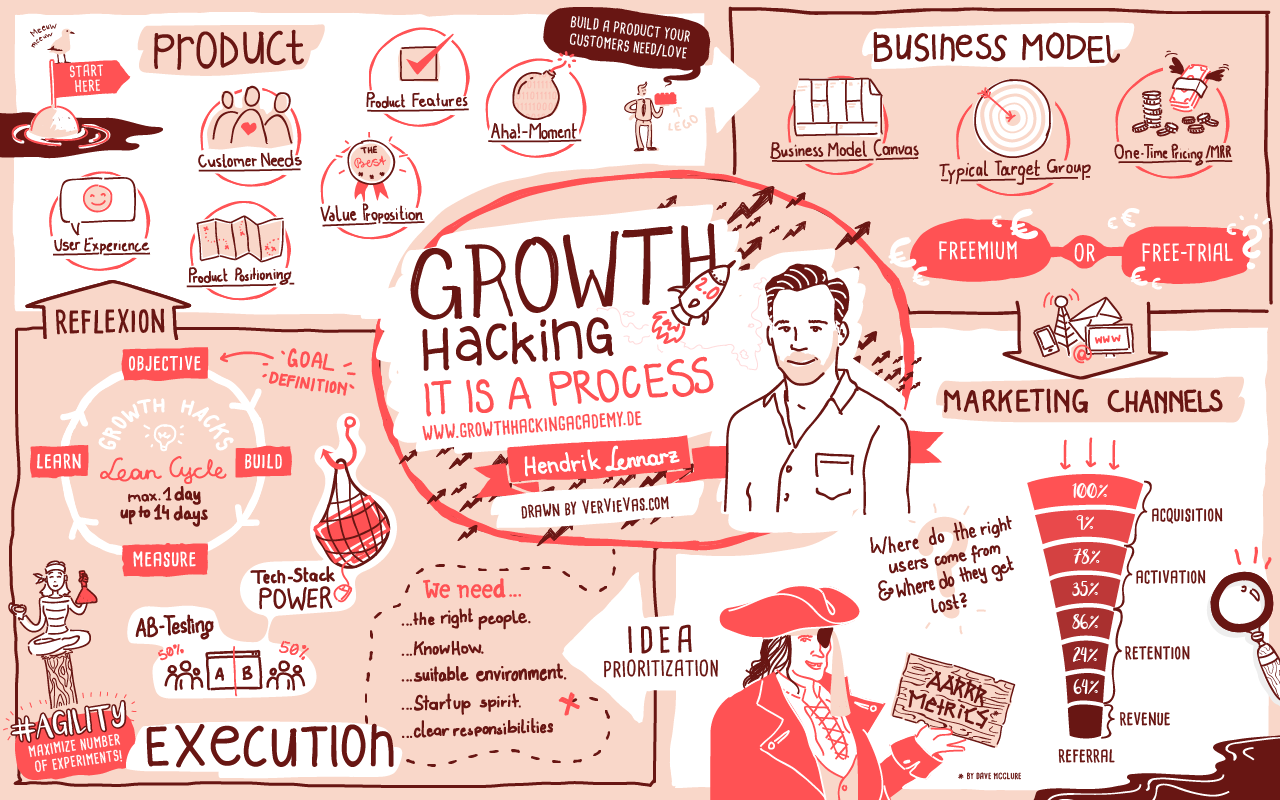 Meeuw
meeuw
START
HERE
PRODUCT
Customer Needs
Product Features
Aha!-Moment
BUILD A PRODUCT YOUR
CUSTOMERS NEED/LOVE
LEGO
User Experience
THE
Best
Value Proposition
Product Positioning
BUSINESS MODEL
Business Model Canvas
Typical Target Group
One-Time Pricing/MRR
FREEMIUM
OR
FREE-TRIAL
€
€
€
€
€
€
?
GROWTH
2.0
Hacking
IT IS A PROCESS
WWW.GROWTHHACKINGACADEMY.DE
Hendrik Lennarz
DRAWN BY VERVIEVAS.COM
@
WWW
MARKETING CHANNELS
100%
9%
78%
35%
86%
24%
64%
ACQUISITION
ACTIVATION
RETENTION
REVENUE
REFERRAL
?
Where do the right
users come from
& where do they get
lost?
AARRR
METRICS*
* BY DAVE MCCLURE
IDEA
PRIORITIZATION
We need...
...the right people.
...KnowHow.
...suitable environment.
...Startup spirit.
...clear responsibilities
REFLEXION
OBJECTIVE
GOAL
DEFINITION
GROWTH HACKS
LEARN
Lean Cycle
BUILD
max. 1 day
up to 14 days
MEASURE
Tech-Stack
POWER
AB-Testing
50%
50%
A
B
#AGILITY
MAXIMIZE NUMBER
OF EXPERIMENTS!
EXECUTION